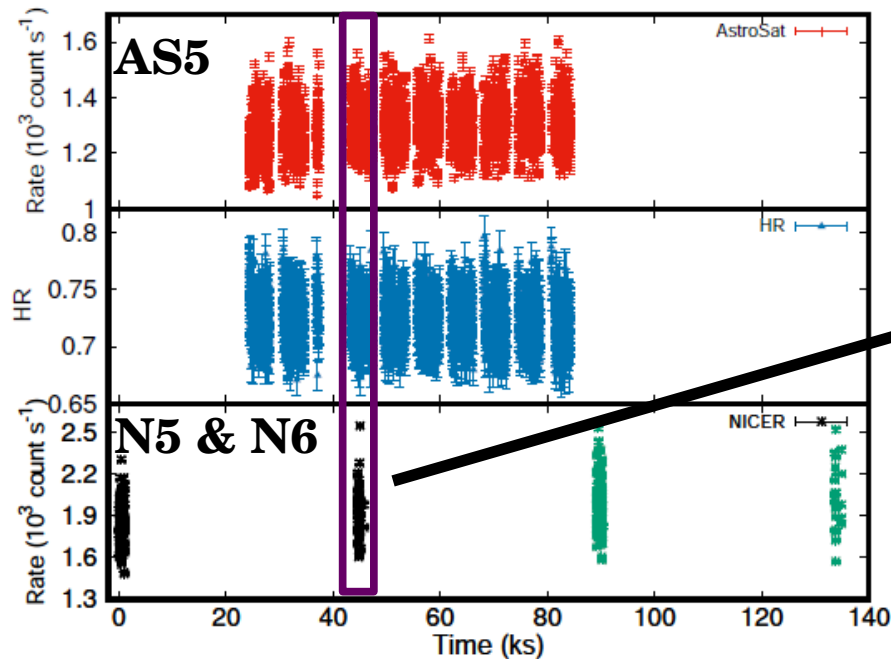 AS5
AstroSat
Rate (10³ count s⁻¹)
1.6
1.4
1.2
1
HR
HR
0.8
0.75
0.7
0.65
N5 & N6
NICER
Rate (10³ count s⁻¹)
2.5
2.2
1.9
1.6
1.3
0 20 40 60 80 100 120 140
Time (ks)